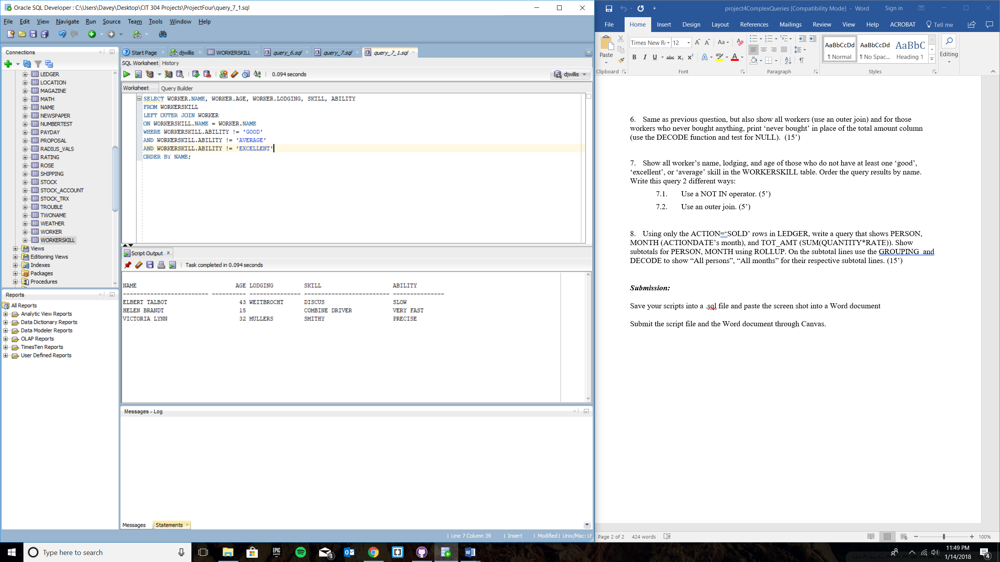 Oracle SQL Developer : C:\Users\Davey\Desktop\CIT 304 Projects\ProjectFour\query_7_1.sql
File Edit View Navigate Run Source Team Tools Window Help
Connections
LEDGER
LOCATION
MAGAZINE
MATH
NAME
NEWSPAPER
NUMBERTEST
PAYDAY
PROPOSAL
RADIUS_VALS
RATING
ROSE
SHIPPING
STOCK
STOCK_ACCOUNT
STOCK_TRX
TROUBLE
TWONAME
WEATHER
WORKER
WORKERSKILL
Views
Editioning Views
Indexes
Packages
Procedures
Reports
All Reports
Analytic View Reports
Data Dictionary Reports
Data Modeler Reports
OLAP Reports
TimesTen Reports
User Defined Reports
Start Page djwillis WORKERSKILL query_6.sql query_7.sql query_7_1.sql
SQL Worksheet History
0.094 seconds djwillis
Worksheet Query Builder
SELECT WORKER.NAME, WORKER.AGE, WORKER.LODGING, SKILL, ABILITY
FROM WORKERSKILL
LEFT OUTER JOIN WORKER
ON WORKERSKILL.NAME = WORKER.NAME
WHERE WORKERSKILL.ABILITY != 'GOOD'
AND WORKERSKILL.ABILITY != 'AVERAGE'
AND WORKERSKILL.ABILITY != 'EXCELLENT'
ORDER BY NAME;
Script Output
Task completed in 0.094 seconds
NAME AGE LODGING SKILL ABILITY
------------------------- ---------- --------------- ------------------------- ---------------
ELBERT TALBOT 43 WEITBROCHT DISCUS SLOW
HELEN BRANDT 15 COMBINE DRIVER VERY FAST
VICTORIA LYNN 32 MULLERS SMITHY PRECISE
Messages - Log
Messages Statements
Line 7 Column 39 | Insert | Modified | Unix/Mac: LF
project4ComplexQueries [Compatibility Mode] - Word Sign in
File Home Insert Design Layout References Mailings Review View Help ACROBAT Tell me
Paste
Times New R 12
AaBbCcDd AaBbCcDd AaBbC
¶ Normal ¶ No Spac... Heading 1
Editing
Clipboard Font Paragraph Styles
6. Same as previous question, but also show all workers (use an outer join) and for those
workers who never bought anything, print ‘never bought’ in place of the total amount column
(use the DECODE function and test for NULL). (15’)
7. Show all worker’s name, lodging, and age of those who do not have at least one ‘good’,
‘excellent’, or ‘average’ skill in the WORKERSKILL table. Order the query results by name.
Write this query 2 different ways:
7.1. Use a NOT IN operator. (5’)
7.2. Use an outer join. (5’)
8. Using only the ACTION=‘SOLD’ rows in LEDGER, write a query that shows PERSON,
MONTH (ACTIONDATE’s month), and TOT_AMT (SUM(QUANTITY*RATE)). Show
subtotals for PERSON, MONTH using ROLLUP. On the subtotal lines use the GROUPING and
DECODE to show “All persons”, “All months” for their respective subtotal lines. (15’)
Submission:
Save your scripts into a .sql file and paste the screen shot into a Word document
Submit the script file and the Word document through Canvas.
Page 2 of 2 424 words 100%
Type here to search
EPIC GAMES
3
11:49 PM
1/14/2018
4